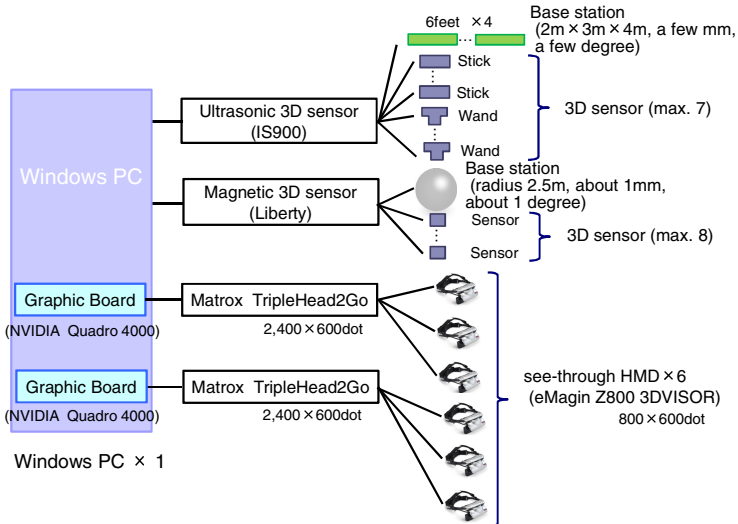 6feet ×4
Base station
(2m×3m×4m, a few mm,
a few degree)
Stick
Stick
Wand
Wand
3D sensor (max. 7)
Ultrasonic 3D sensor
(IS900)
Windows PC
Base station
(radius 2.5m, about 1mm,
about 1 degree)
Magnetic 3D sensor
(Liberty)
Sensor
Sensor
3D sensor (max. 8)
Graphic Board
(NVIDIA Quadro 4000)
Matrox TripleHead2Go
2,400×600dot
Graphic Board
(NVIDIA Quadro 4000)
Matrox TripleHead2Go
2,400×600dot
see-through HMD×6
(eMagin Z800 3DVISOR)
800×600dot
Windows PC × 1